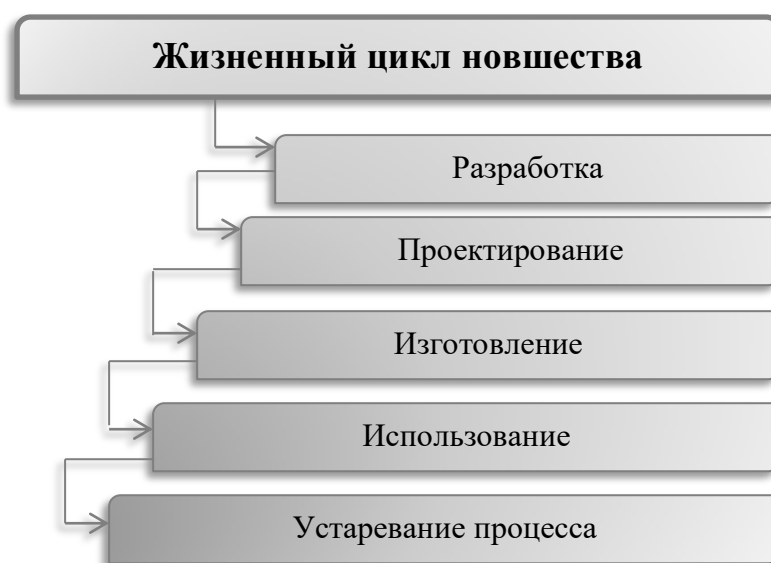 Жизненный цикл новшества
Разработка
Проектирование
Изготовление
Использование
Устаревание процесса